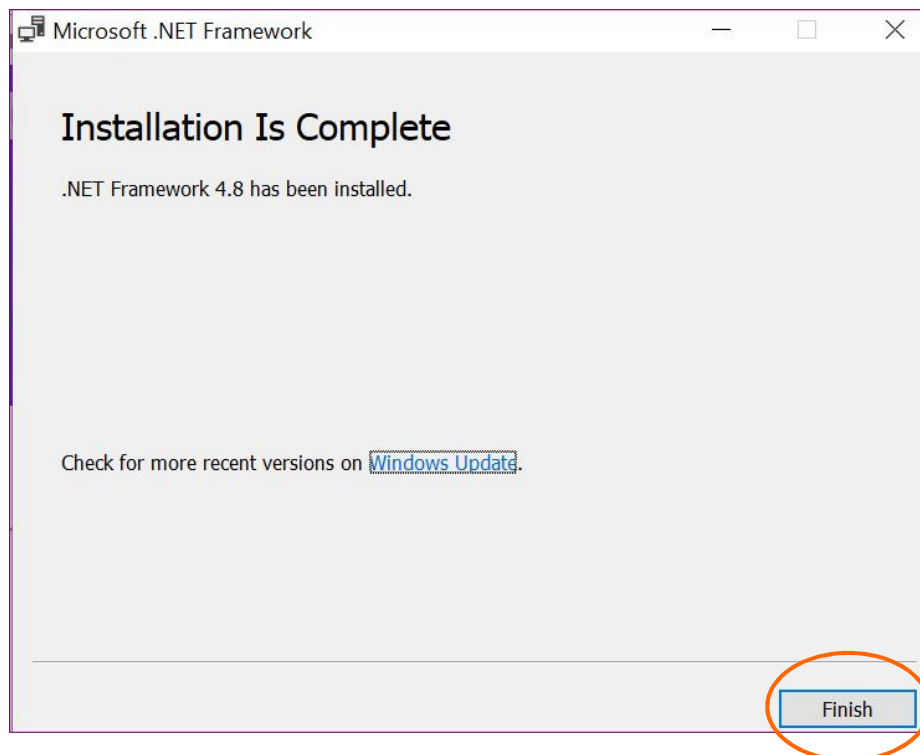 Microsoft .NET Framework
Installation Is Complete
.NET Framework 4.8 has been installed.
Check for more recent versions on Windows Update.
Finish